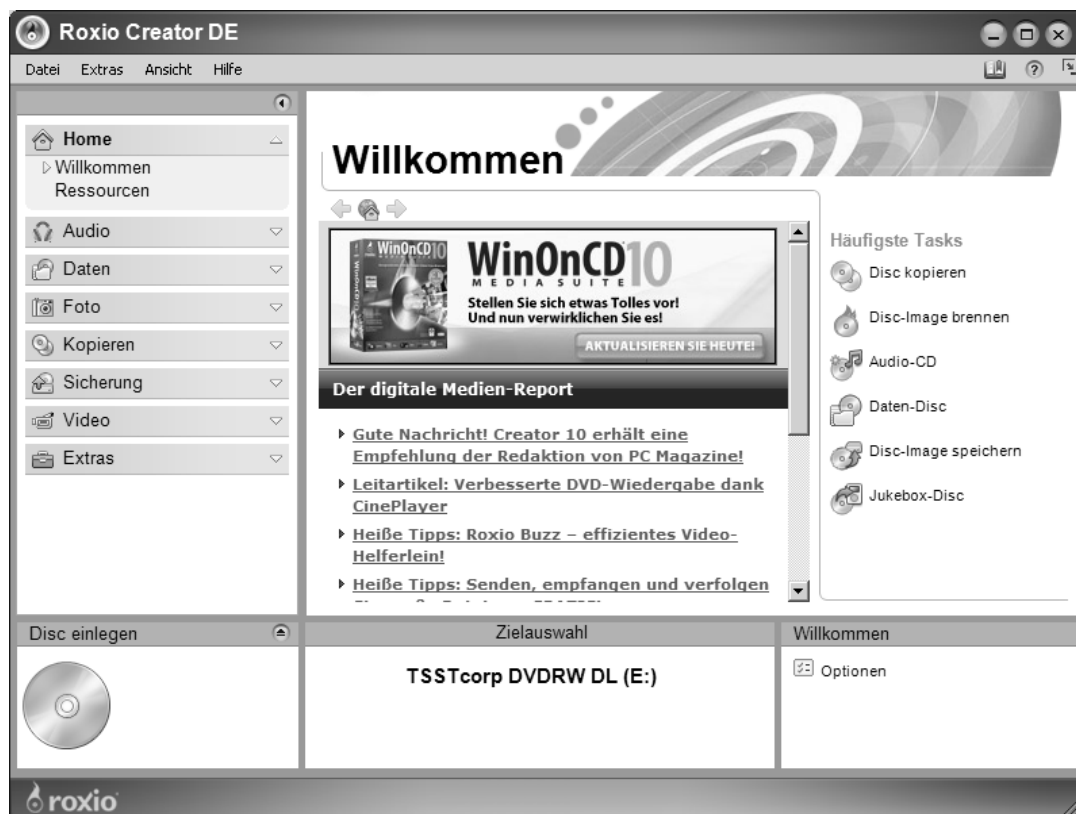 Roxio Creator DE
Datei Extras Ansicht Hilfe
Home
Willkommen
Ressourcen
Audio
Daten
Foto
Kopieren
Sicherung
Video
Extras
Willkommen
WinOnCD10
WinOnCD 10
MEDIA SUITE
Stellen Sie sich etwas Tolles vor!
Und nun verwirklichen Sie es!
AKTUALISIEREN SIE HEUTE!
Der digitale Medien-Report
Gute Nachricht! Creator 10 erhält eine
Empfehlung der Redaktion von PC Magazine!
Leitartikel: Verbesserte DVD-Wiedergabe dank
CinePlayer
Heiße Tipps: Roxio Buzz – effizientes Video-
Helferlein!
Heiße Tipps: Senden, empfangen und verfolgen
Häufigste Tasks
Disc kopieren
Disc-Image brennen
Audio-CD
Daten-Disc
Disc-Image speichern
Jukebox-Disc
Disc einlegen
Zielauswahl
TSSTcorp DVDRW DL (E:)
Willkommen
Optionen
roxio